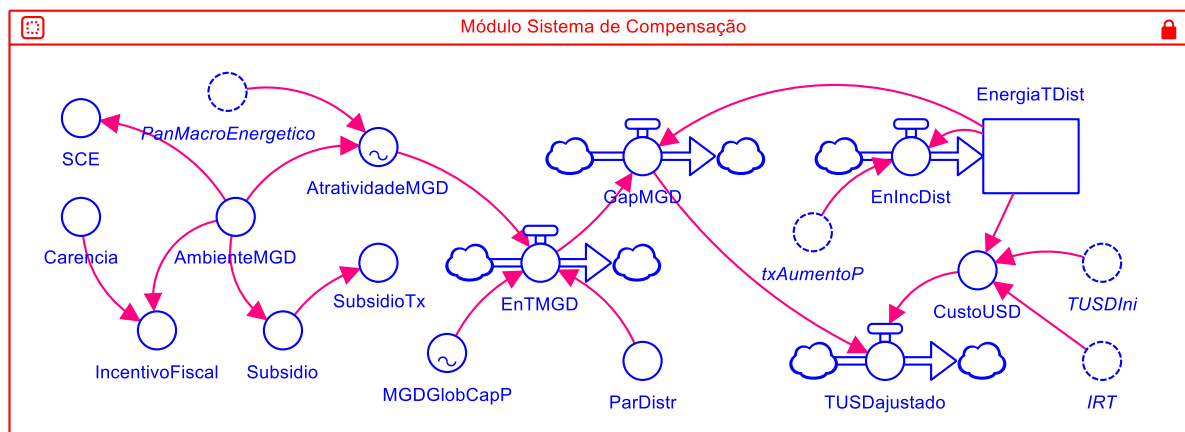 Módulo Sistema de Compensação
EnergiaTDist
PanMacroEnergetico
SCE
AtratividadeMGD
GapMGD
EnIncDist
Carencia
AmbienteMGD
txAumentoP
SubsidioTx
EnTMGD
CustoUSD
TUSDIni
IncentivoFiscal
Subsidio
MGDGlobCapP
ParDistr
TUSDajustado
IRT